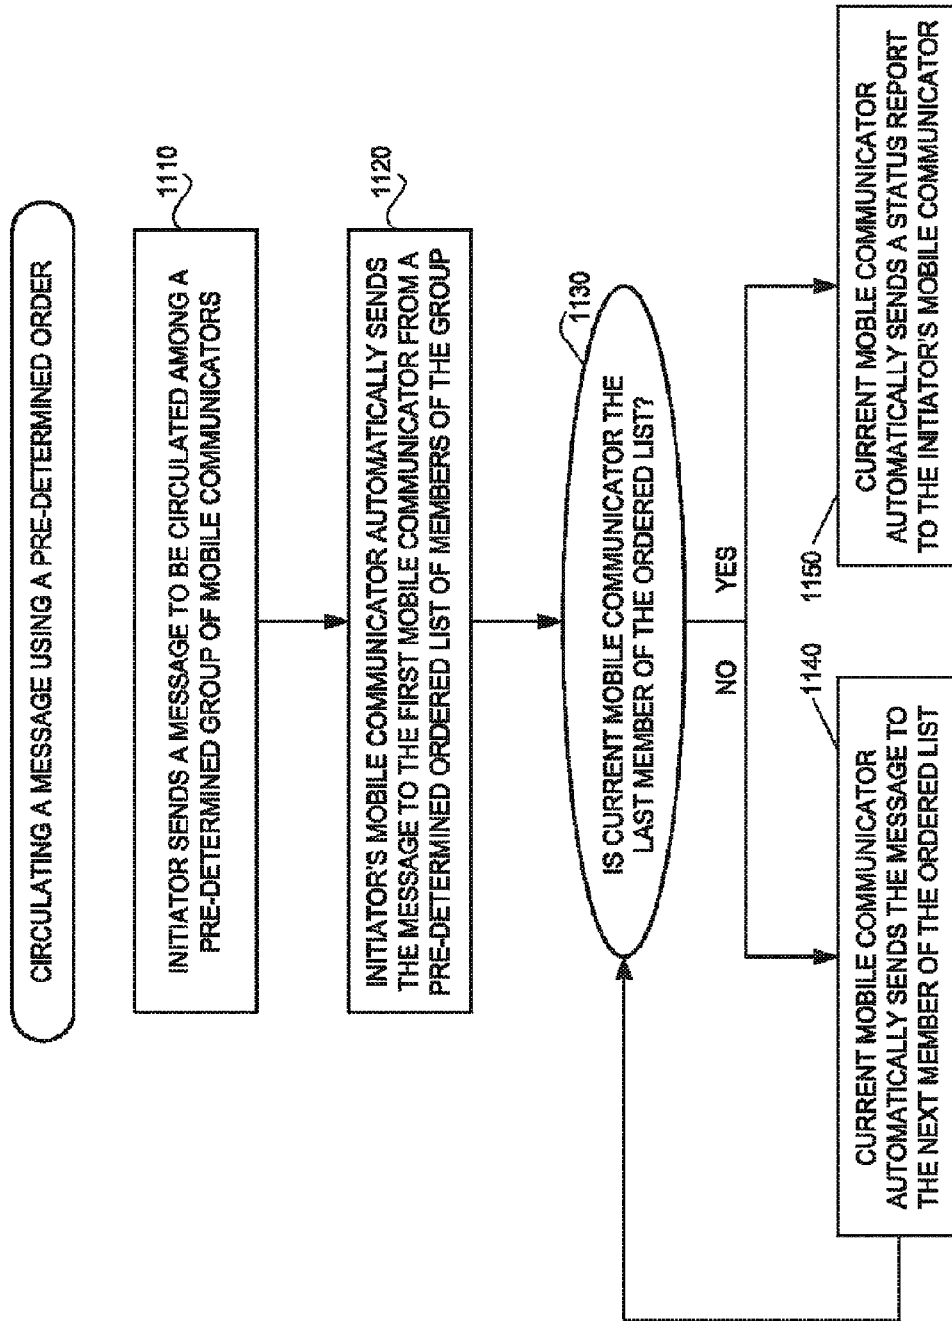 CIRCULATING A MESSAGE USING A PRE-DETERMINED ORDER
1110
INITIATOR SENDS A MESSAGE TO BE CIRCULATED AMONG A
PRE-DETERMINED GROUP OF MOBILE COMMUNICATORS
1120
INITIATOR'S MOBILE COMMUNICATOR AUTOMATICALLY SENDS
THE MESSAGE TO THE FIRST MOBILE COMMUNICATOR FROM A
PRE-DETERMINED ORDERED LIST OF MEMBERS OF THE GROUP
1130
IS CURRENT MOBILE COMMUNICATOR THE
LAST MEMBER OF THE ORDERED LIST?
NO
YES
1140
CURRENT MOBILE COMMUNICATOR
AUTOMATICALLY SENDS THE MESSAGE TO
THE NEXT MEMBER OF THE ORDERED LIST
1150
CURRENT MOBLE COMMUNICATOR
AUTOMATICALLY SENDS A STATUS REPORT
TO THE INITIATOR'S MOBILE COMMUNICATOR